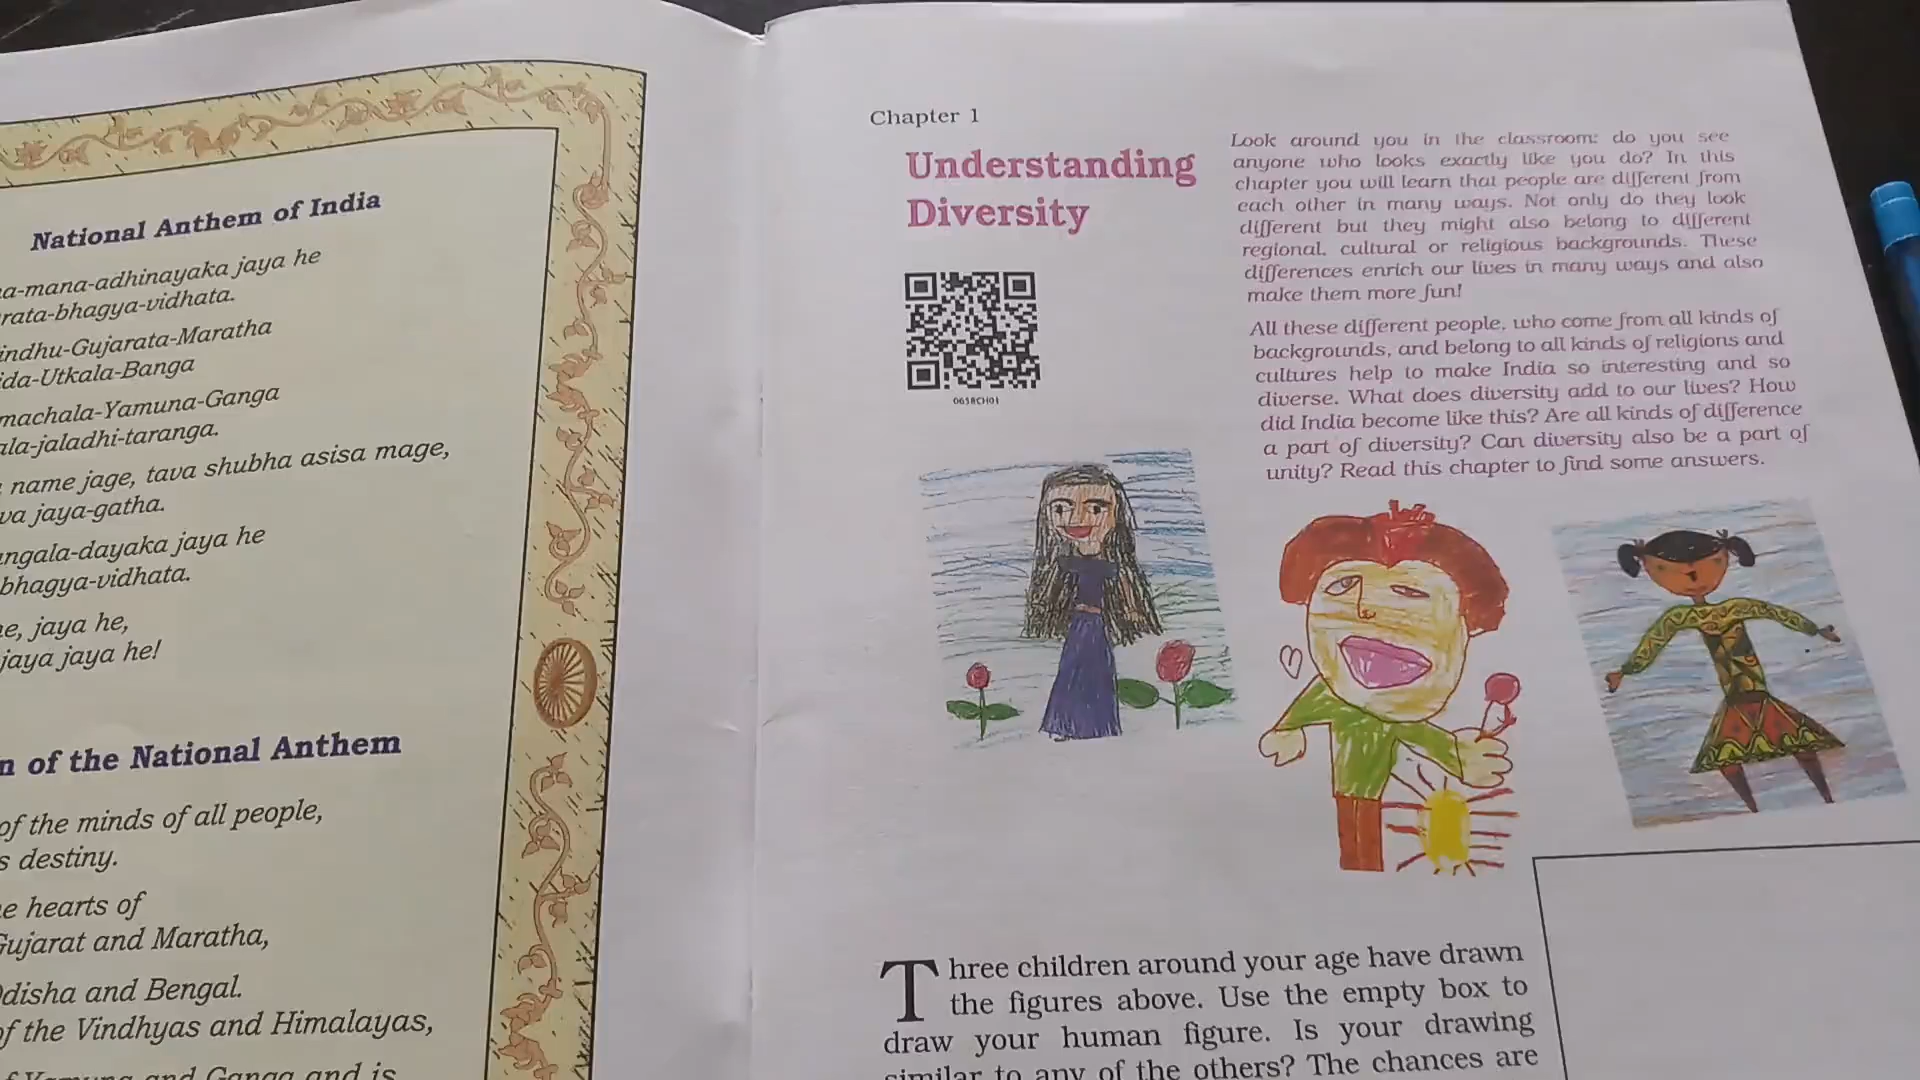 National Anthem of India
a-mana-adhinayaka jaya he
rata-bhagya-vidhata.
indhu-Gujarata-Maratha
ida-Utkala-Banga
machala-Yamuna-Ganga
ala-jaladhi-taranga.
name jage, tava shubha asisa mage,
va jaya-gatha.
ngala-dayaka jaya he
bhagya-vidhata.
e, jaya he,
jaya jaya he!
n of the National Anthem
of the minds of all people,
s destiny.
e hearts of
Gujarat and Maratha,
Odisha and Bengal.
of the Vindhyas and Himalayas,
f Yamuna and Ganga and is
Chapter 1
Understanding
Diversity
065RCH01
Look around you in the classroom: do you see
anyone who looks exactly like you do? In this
chapter you will learn that people are different from
each other in many ways. Not only do they look
different but they might also belong to different
regional, cultural or religious backgrounds. These
differences enrich our lives in many ways and also
make them more fun!
All these different people, who come from all kinds of
backgrounds, and belong to all kinds of religions and
cultures help to make India so interesting and so
diverse. What does diversity add to our lives? How
did India become like this? Are all kinds of difference
a part of diversity? Can diversity also be a part of
unity? Read this chapter to find some answers.
Three children around your age have drawn
the figures above. Use the empty box to
draw your human figure. Is your drawing
similar to any of the others? The chances are